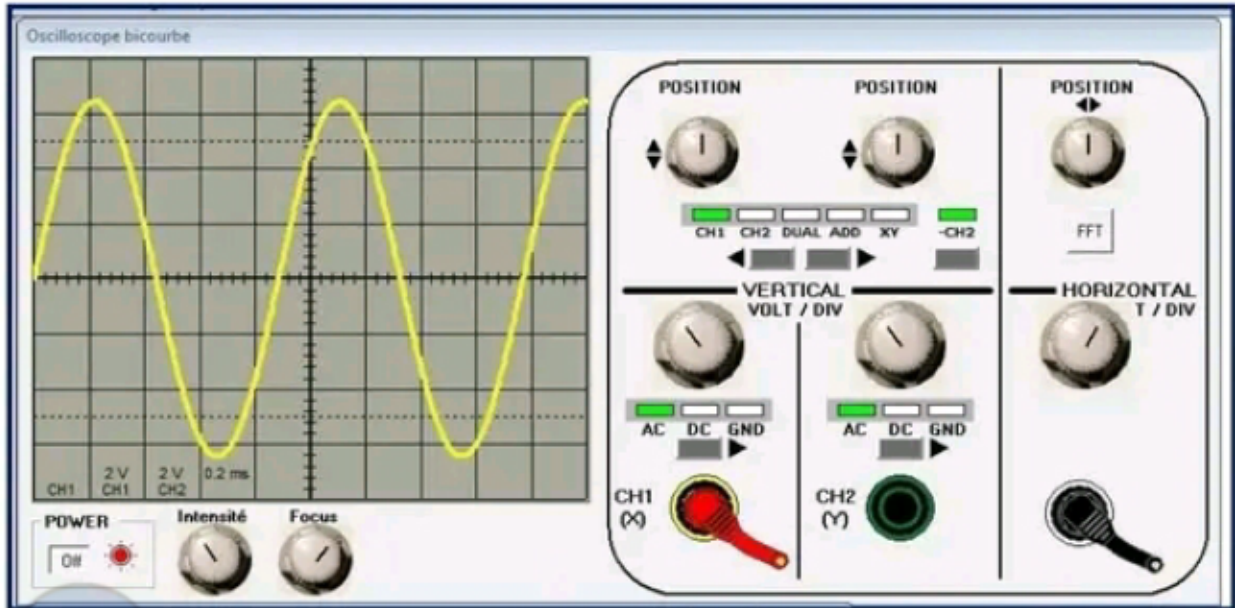 Oscilloscope bicourbe
POSITION
POSITION
POSITION
CH1 CH2 DUAL ADD XY
-CH2
FFT
VERTICAL
VOLT / DIV
HORIZONTAL
T / DIV
AC DC GND
AC DC GND
CH1
(X)
CH2
(Y)
CH1
2 V
CH1
2 V
CH2
0.2 ms
POWER
Off
Intensité
Focus